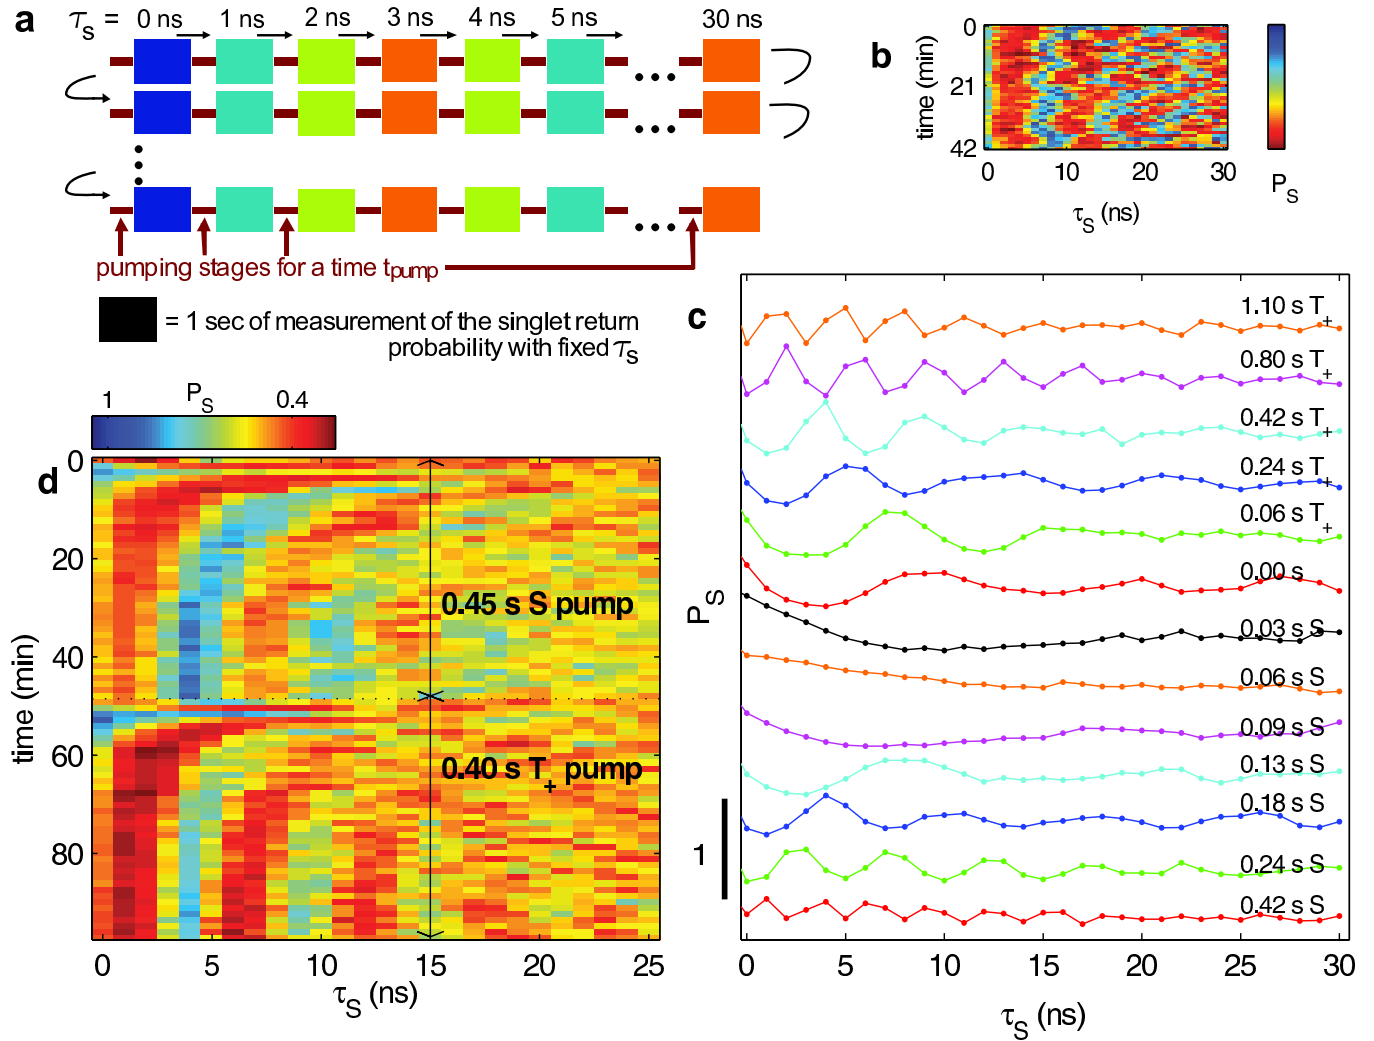 a
τS = 0 ns 1 ns 2 ns 3 ns 4 ns 5 ns 30 ns
pumping stages for a time tpump
= 1 sec of measurement of the singlet return
probability with fixed τS
b
0
21
42
time (min)
0 10 20 30
τS (ns)
PS
c
1.10 s T+
0.80 s T+
0.42 s T+
0.24 s T+
0.06 s T+
0.00 s
0.03 s S
0.06 s S
0.09 s S
0.13 s S
0.18 s S
0.24 s S
0.42 s S
PS
1
0 5 10 15 20 25 30
τS (ns)
1 PS 0.4
d
0
20
40
60
80
time (min)
0.45 s S pump
0.40 s T+ pump
0 5 10 15 20 25
τS (ns)